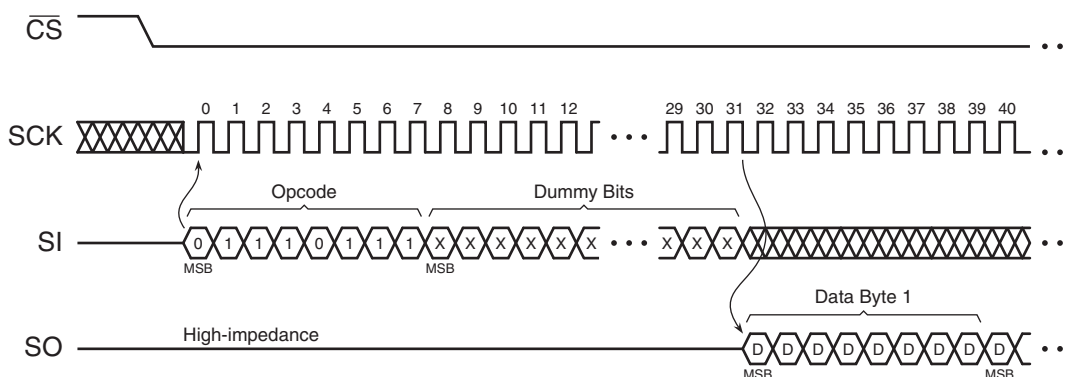 CS
SCK
0 1 2 3 4 5 6 7 8 9 10 11 12 29 30 31 32 33 34 35 36 37 38 39 40
Opcode Dummy Bits
SI
0 1 1 1 0 1 1 1 X X X X X X X X X
MSB MSB
Data Byte 1
High-impedance
SO
D D D D D D D D D
MSB MSB